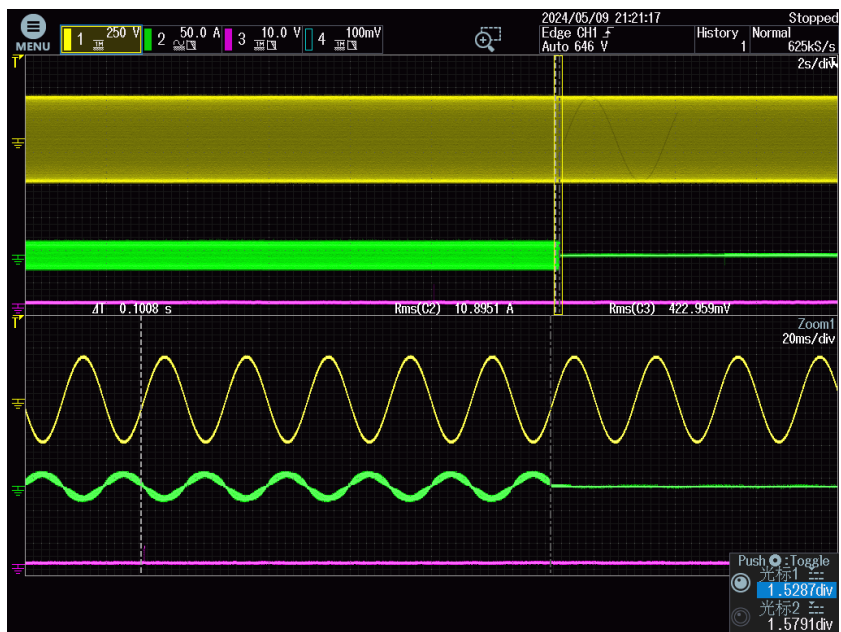 2024/05/09 21:21:17 Stopped
MENU 1 250 V 2 50.0 A 3 10.0 V 4 100mV Edge CH1 History Normal
Auto 646 V 1 625kS/s
T 2s/div
ΔT 0.1008 s Rms(C2) 10.8951 A Rms(C3) 422.959mV
T Zoom1
20ms/div
Push :Toggle
光标1
1.5287div
光标2
1.5791div